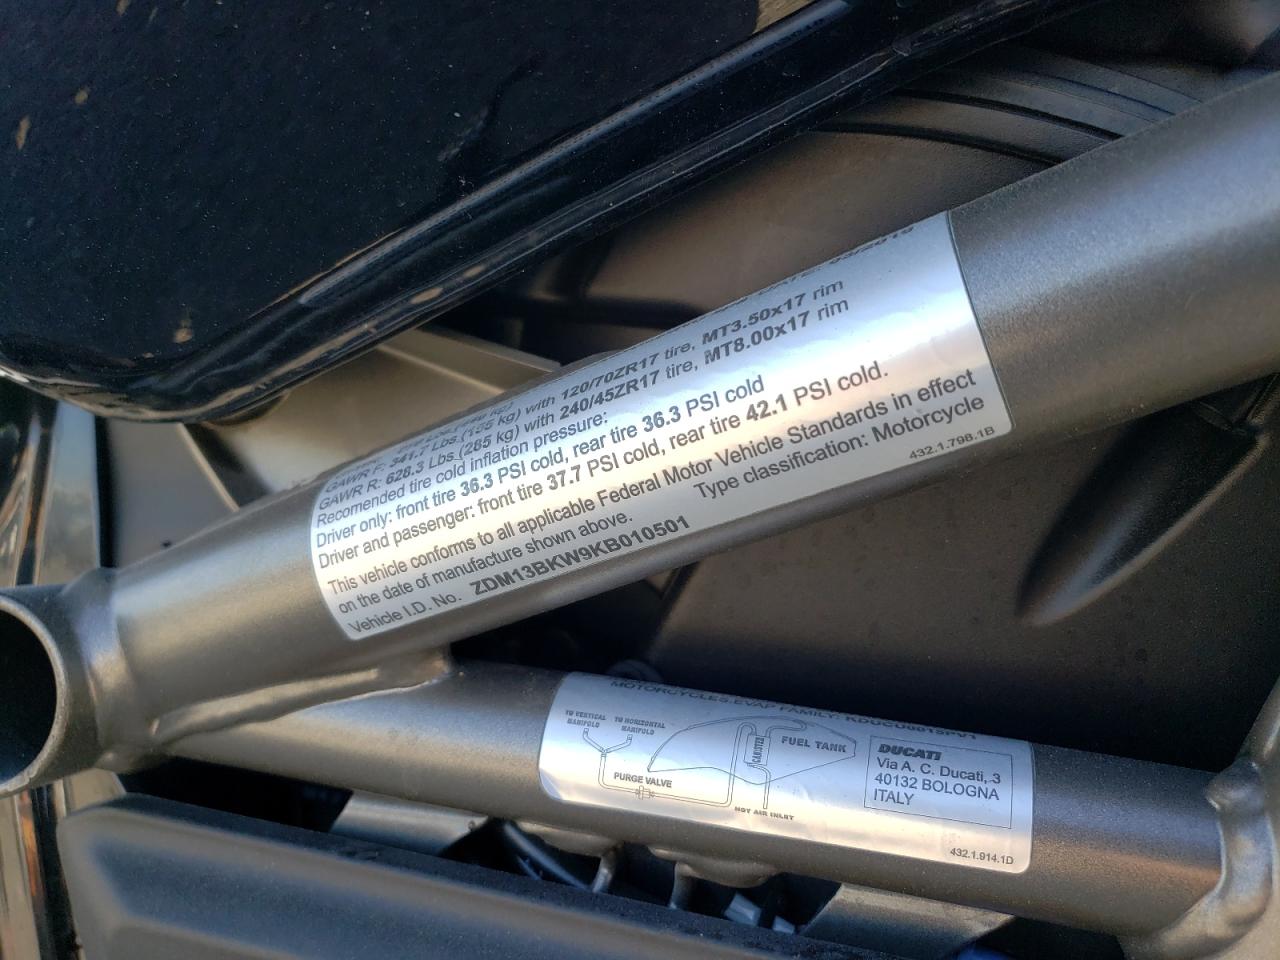 GAWR F: 341.7 Lbs.(155 kg) with 120/70ZR17 tire, MT3.50x17 rim
GAWR R: 628.3 Lbs (285 kg) with 240/45ZR17 tire, MT8.00x17 rim
Recomended tire cold inflation pressure:
Driver only: front tire 36.3 PSI cold, rear tire 36.3 PSI cold
Driver and passenger: front tire 37.7 PSI cold, rear tire 42.1 PSI cold.
This vehicle conforms to all applicable Federal Motor Vehicle Standards in effect
on the date of manufacture shown above. Type classification: Motorcycle
Vehicle I.D. No. ZDM13BKW9KB010501
432.1.798.1B
MOTORCYCLES.EVAP FAMILY: KDUCU0015PV1
TO VERTICAL MANIFOLD
TO HORIZONTAL MANIFOLD
CANISTER
FUEL TANK
PURGE VALVE
HOT AIR INLET
DUCATI
Via A. C. Ducati, 3
40132 BOLOGNA
ITALY
432.1.914.1D